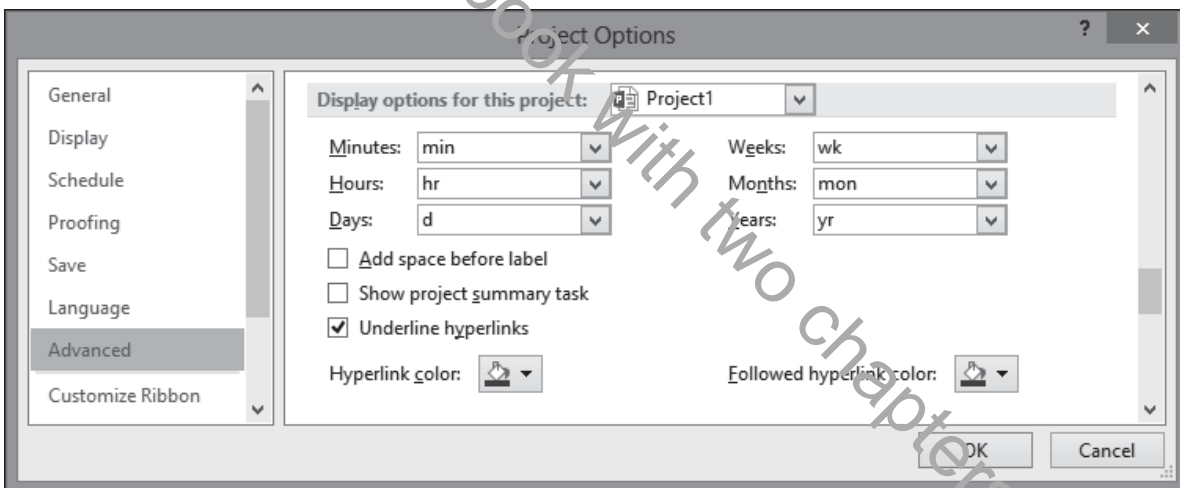 Project Options
?
General
Display
Schedule
Proofing
Save
Language
Advanced
Customize Ribbon
Display options for this project: Project1
Minutes: min
Weeks: wk
Hours: hr
Months: mon
Days: d
Years: yr
Add space before label
Show project summary task
Underline hyperlinks
Hyperlink color:
Followed hyperlink color:
OK
Cancel
with two chapters